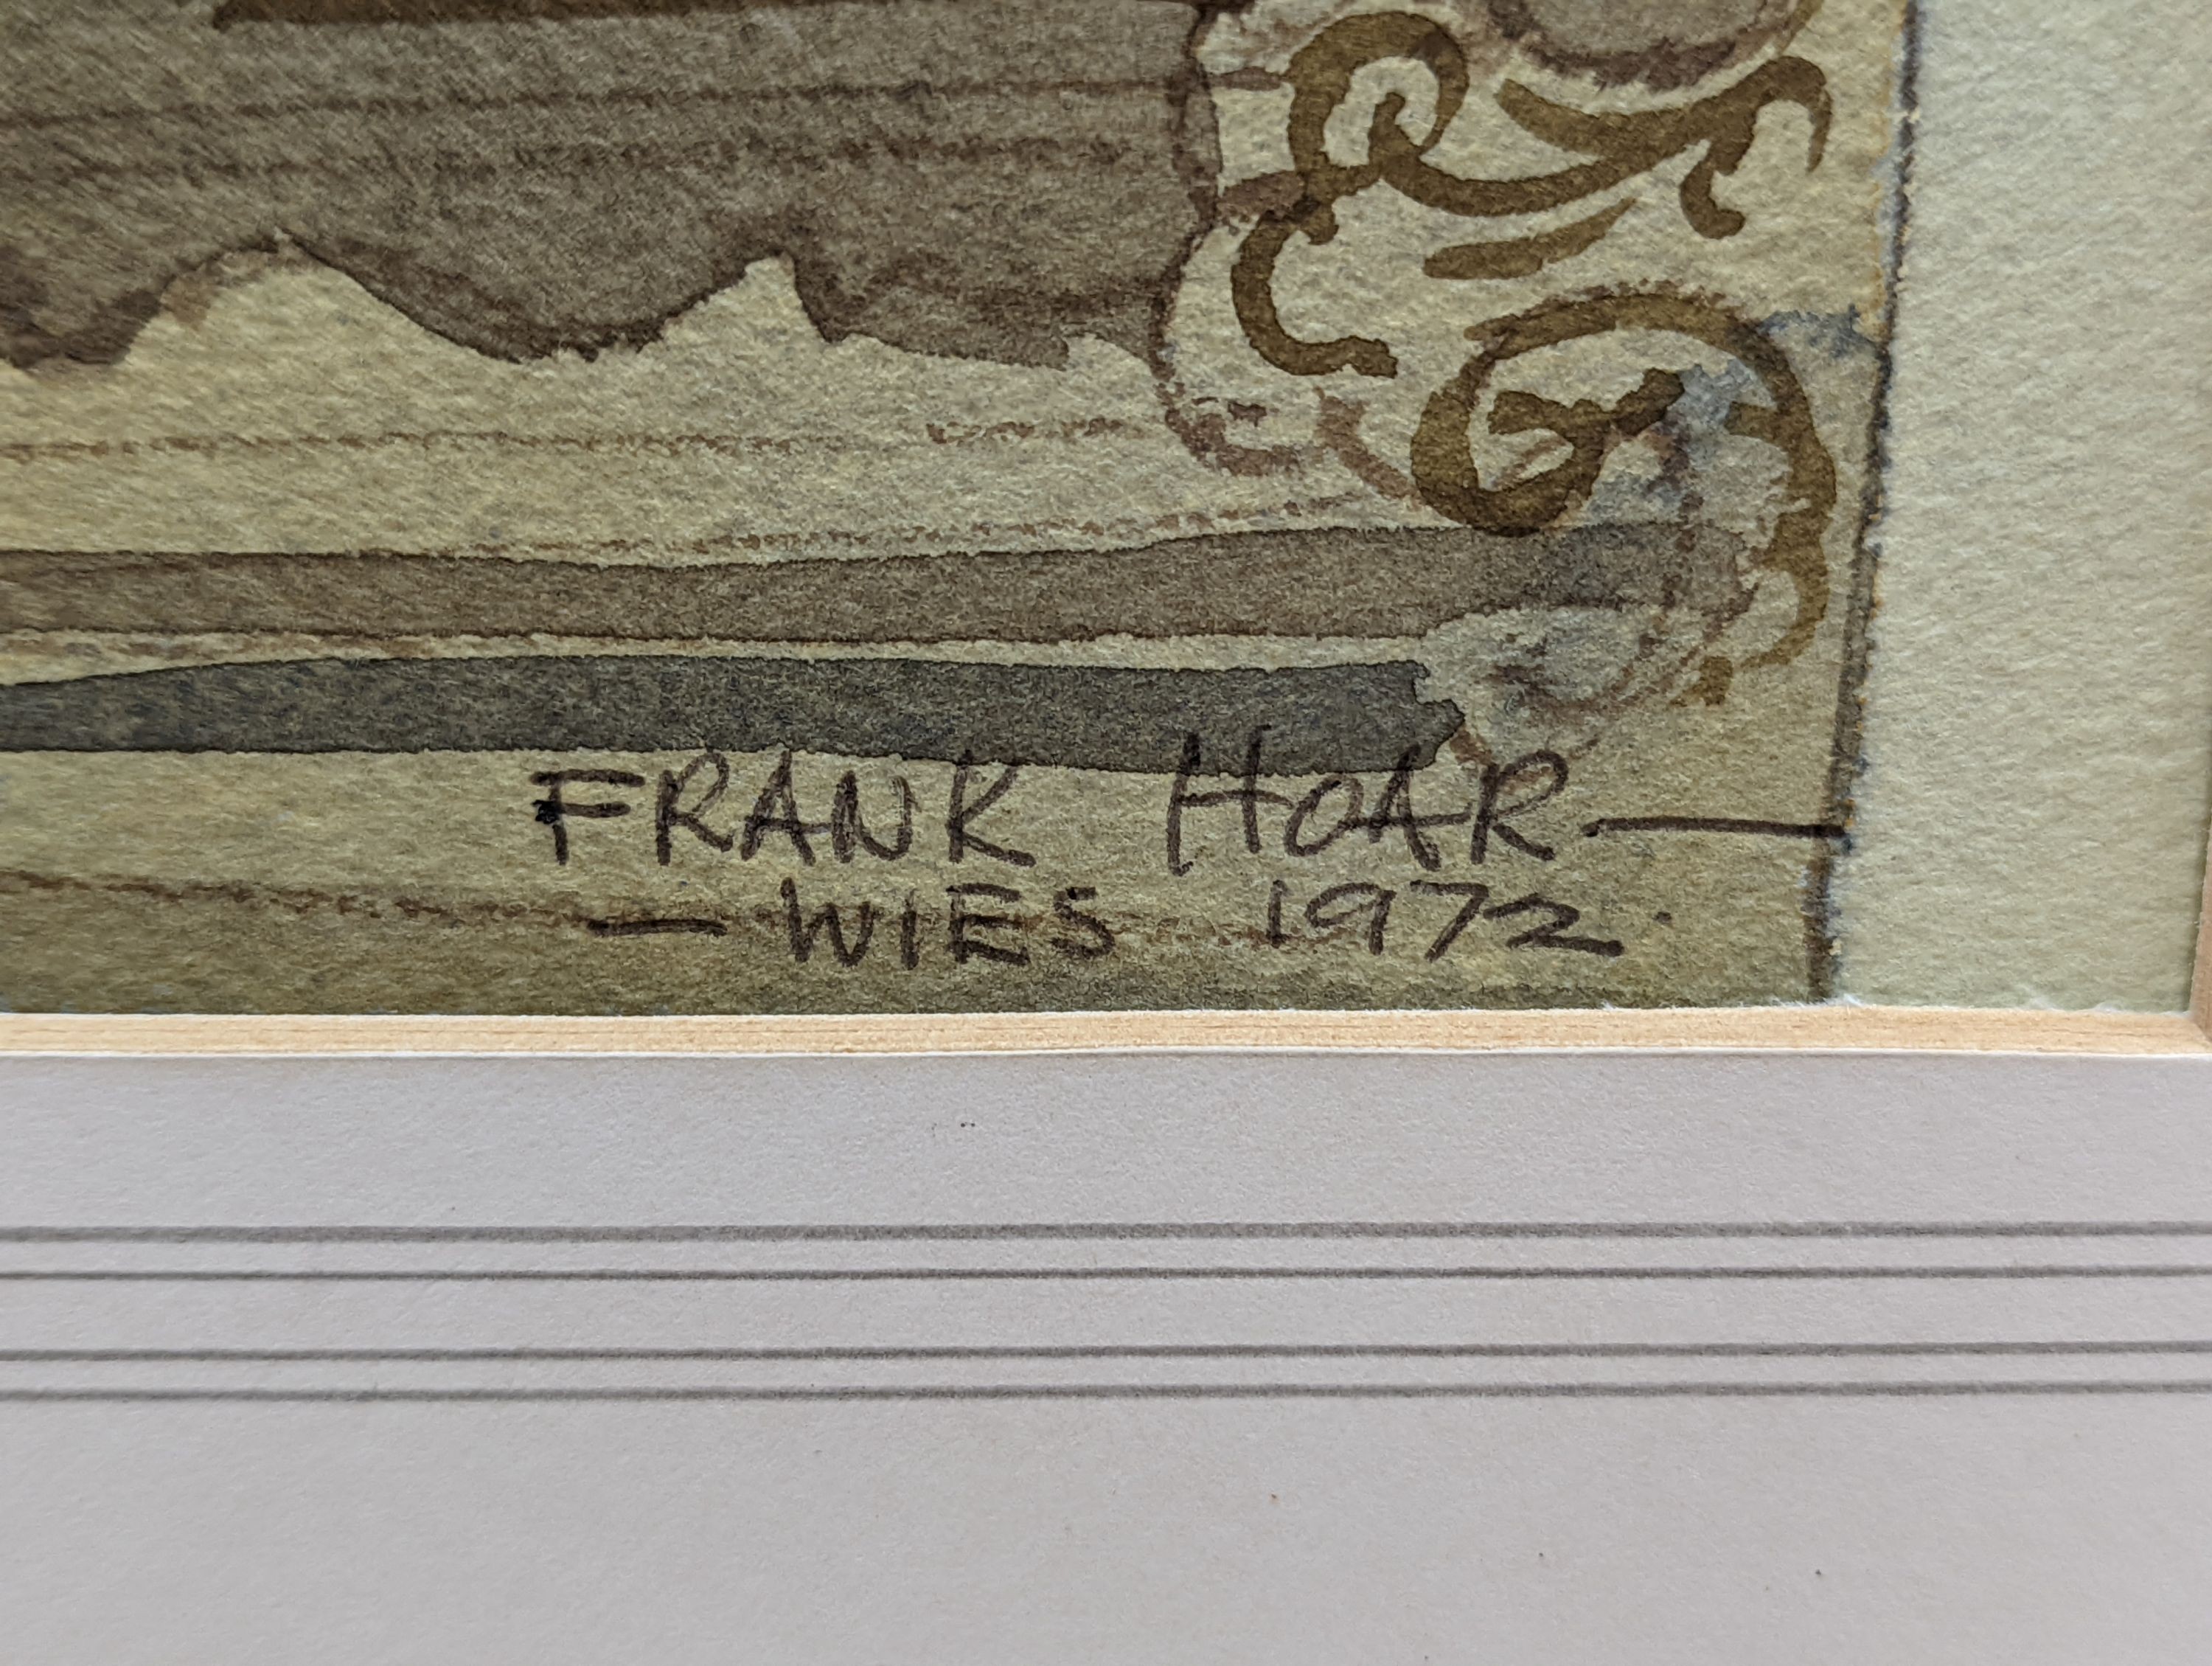 FRANK HOAR—
— WIES 1972.